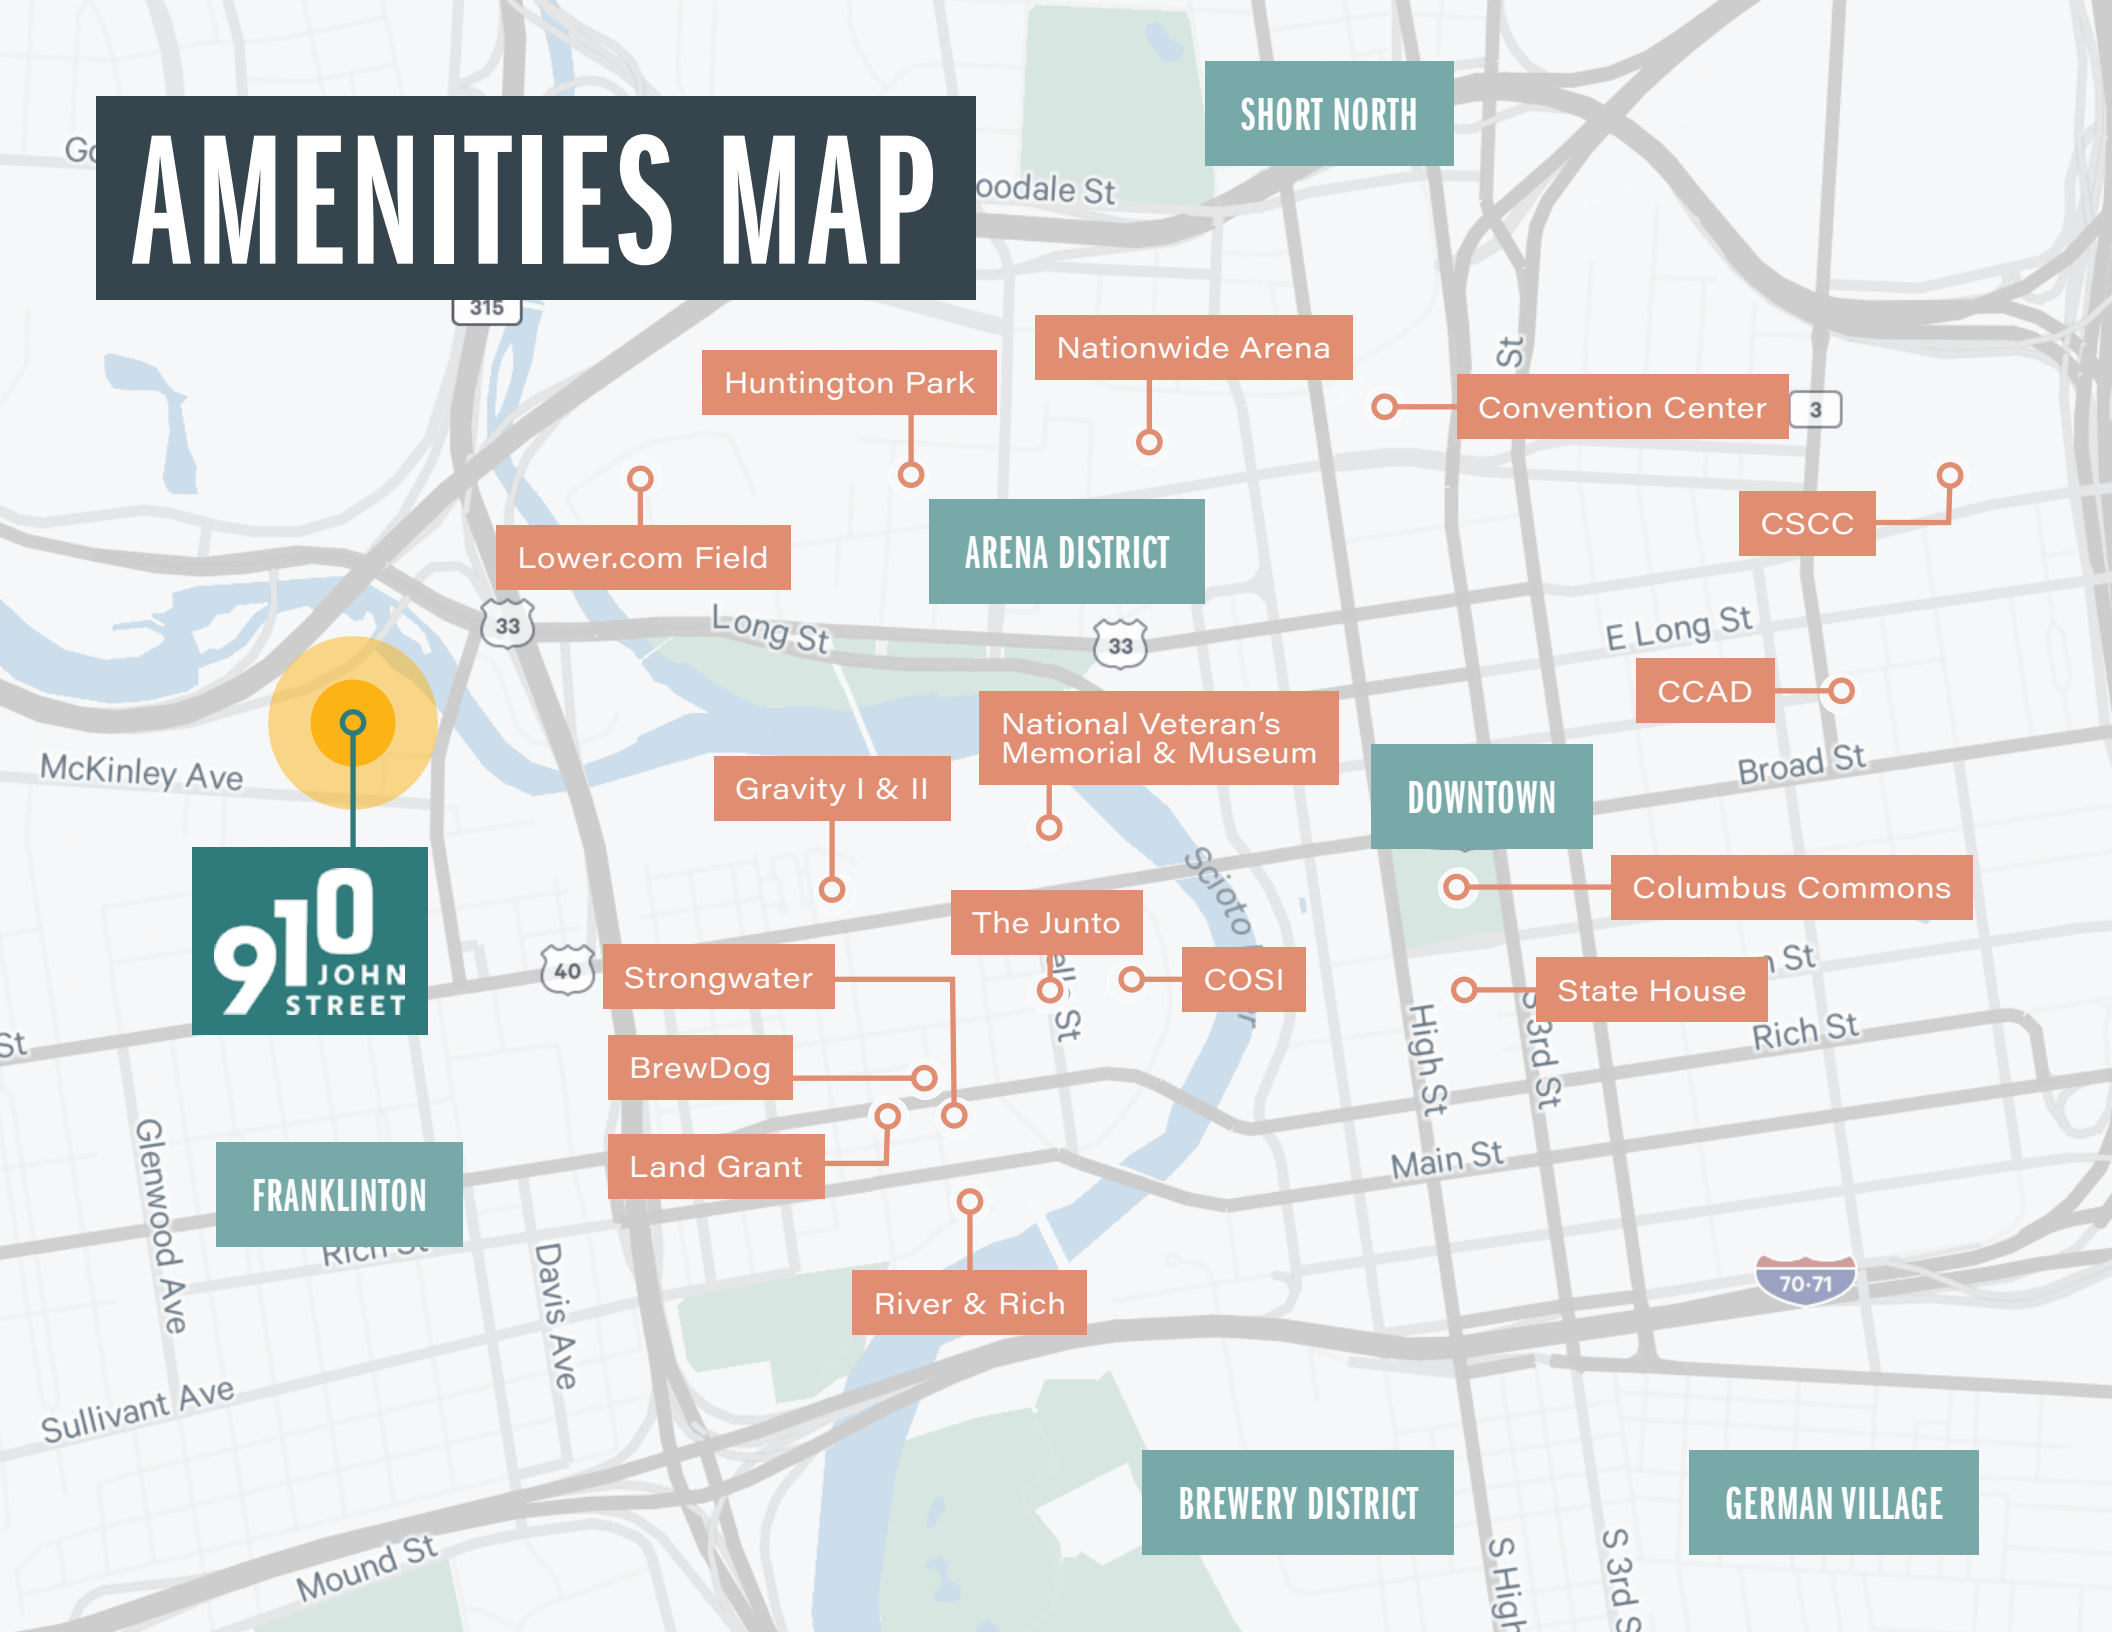 SHORT NORTH
AMENITIES MAP
oodale St
315
Nationwide Arena
St
Huntington Park
Convention Center
3
CSCC
Lower.com Field
ARENA DISTRICT
33
Long St
33
E Long St
CCAD
National Veteran's
Memorial & Museum
Broad St
McKinley Ave
Gravity I & II
DOWNTOWN
Scioto
910
JOHN
STREET
Columbus Commons
The Junto
40
Strongwater
COSI
St
State House
St
St
High St
S 3rd St
Rich St
BrewDog
Land Grant
Main St
Glenwood Ave
FRANKLINTON
Rich St
Davis Ave
River & Rich
70·71
Sullivant Ave
BREWERY DISTRICT
GERMAN VILLAGE
Mound St
S High
S 3rd S